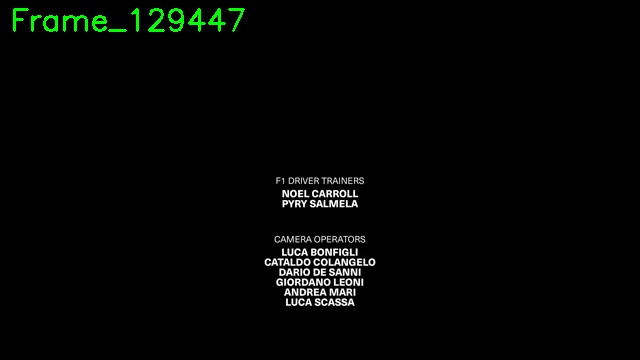 Frame_129447
F1 DRIVER TRAINERS
NOEL CARROLL
PYRY SALMELA
CAMERA OPERATORS
LUCA BONFIGLI
CATALDO COLANGELO
DARIO DE SANNI
GIORDANO LEONI
ANDREA MARI
LUCA SCASSA